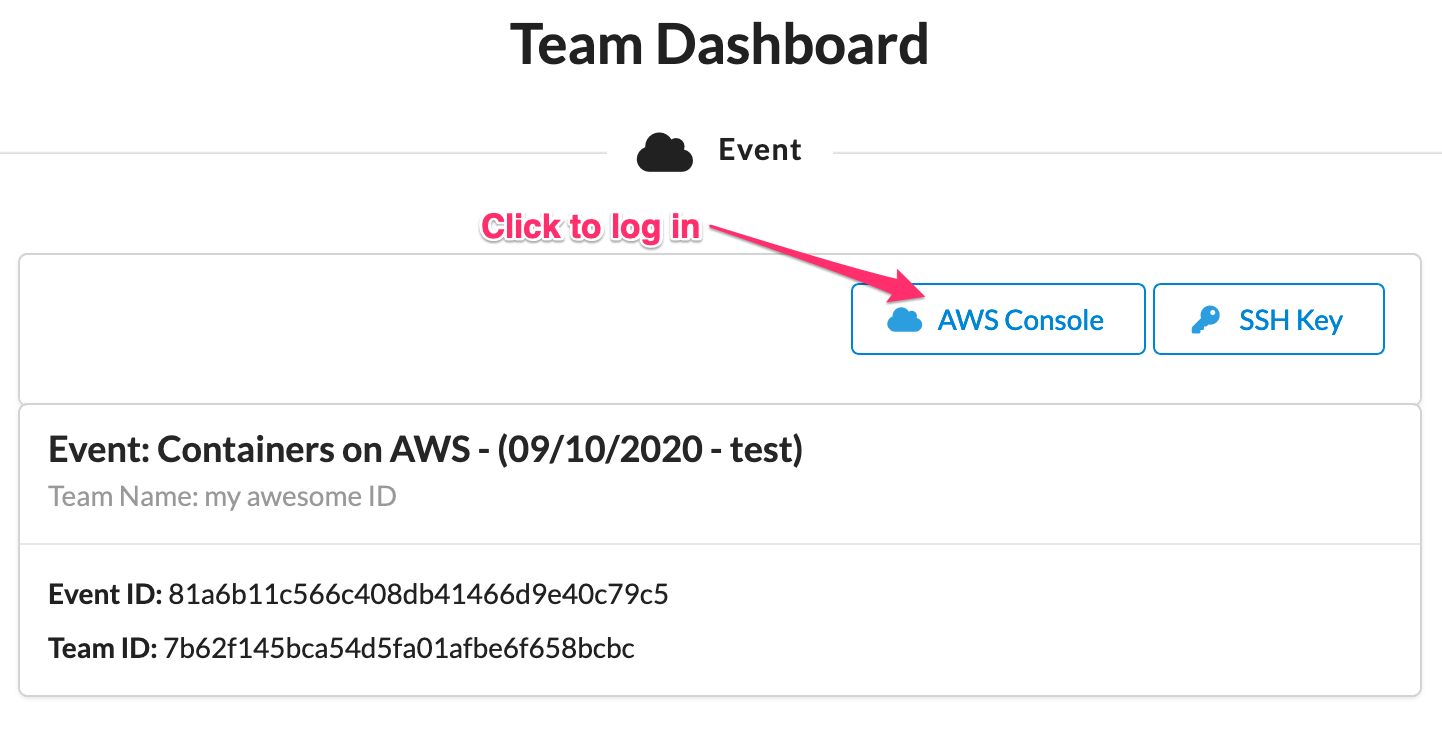 Team Dashboard
Event
Click to log in
AWS Console
SSH Key
Event: Containers on AWS - (09/10/2020 - test)
Team Name: my awesome ID
Event ID: 81a6b11c566c408db41466d9e40c79c5
Team ID: 7b62f145bca54d5fa01afbe6f658bcbc